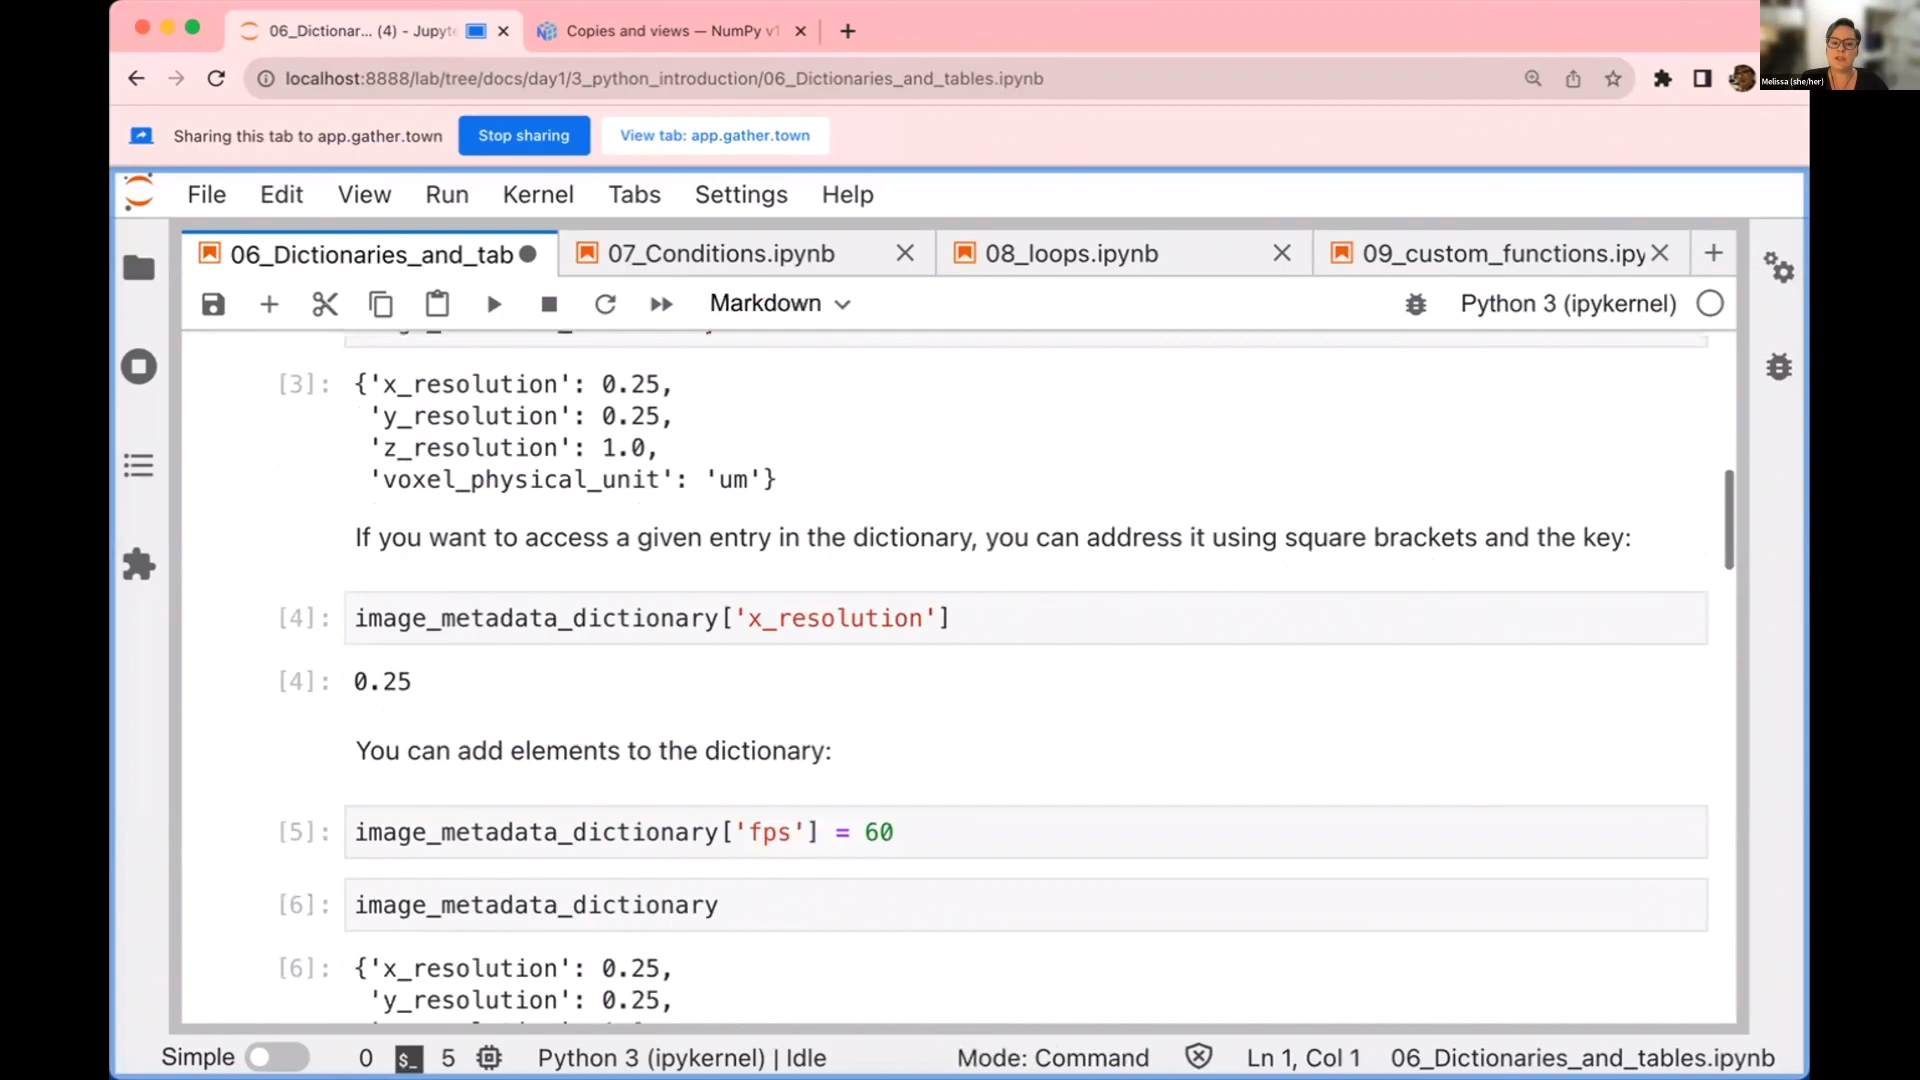 06_Dictionar... (4) - Jupyte
Copies and views — NumPy v1
localhost:8888/lab/tree/docs/day1/3_python_introduction/06_Dictionaries_and_tables.ipynb
Melissa (she/her)
Sharing this tab to app.gather.town
Stop sharing
View tab: app.gather.town
File Edit View Run Kernel Tabs Settings Help
06_Dictionaries_and_tab
07_Conditions.ipynb
08_loops.ipynb
09_custom_functions.ipy
Markdown
Python 3 (ipykernel)
[3]: {'x_resolution': 0.25,
'y_resolution': 0.25,
'z_resolution': 1.0,
'voxel_physical_unit': 'um'}
If you want to access a given entry in the dictionary, you can address it using square brackets and the key:
[4]: image_metadata_dictionary['x_resolution']
[4]: 0.25
You can add elements to the dictionary:
[5]: image_metadata_dictionary['fps'] = 60
[6]: image_metadata_dictionary
[6]: {'x_resolution': 0.25,
'y_resolution': 0.25,
Simple 0 $_ 5 Python 3 (ipykernel) | Idle Mode: Command Ln 1, Col 1 06_Dictionaries_and_tables.ipynb